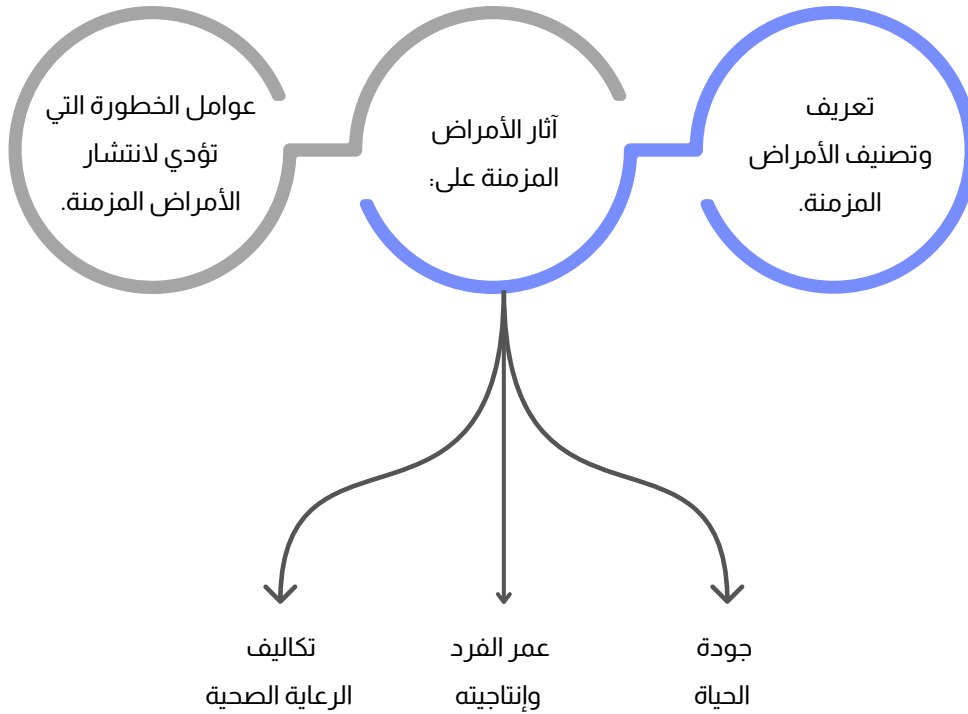 تعريف
وتصنيف الأمراض
المزمنة.
آثار الأمراض
المزمنة على:
عوامل الخطورة التي
تؤدي لانتشار
الأمراض المزمنة.
جودة
الحياة
عمر الفرد
وإنتاجيته
تكاليف
الرعاية الصحية